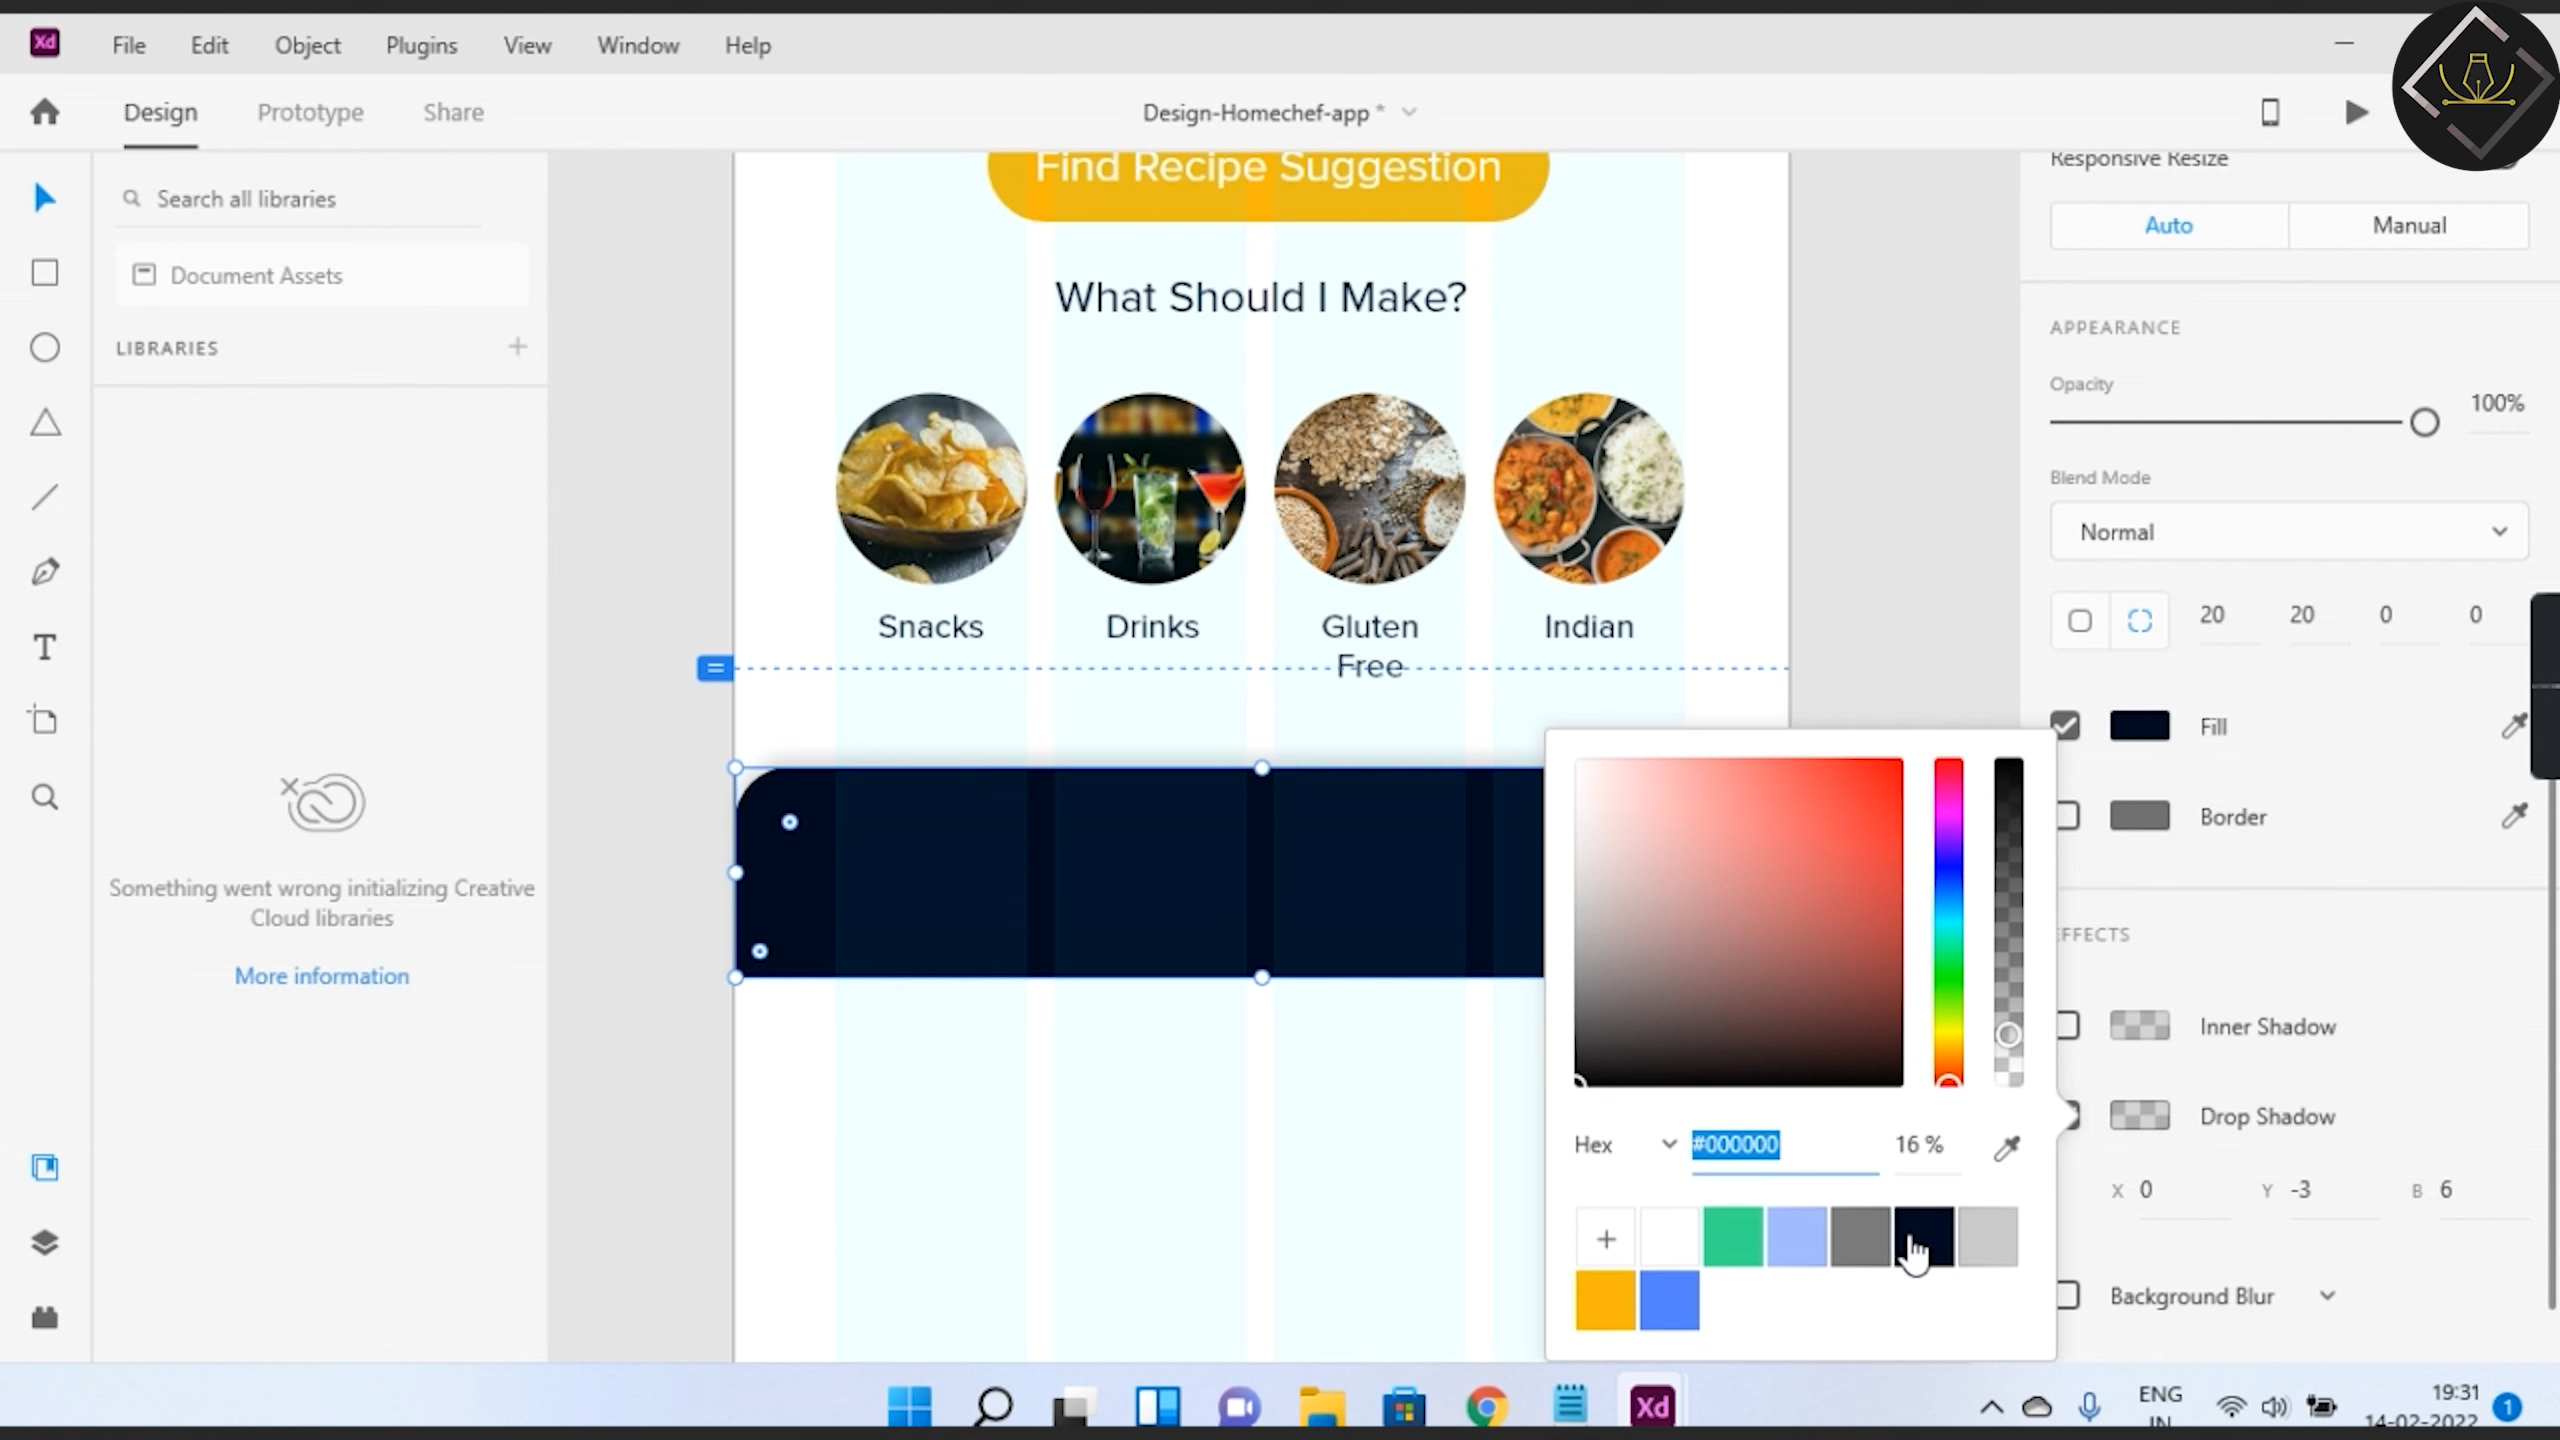 Xd File Edit Object Plugins View Window Help
Design Prototype Share
Design-Homechef-app *
Search all libraries
Document Assets
LIBRARIES
Something went wrong initializing Creative
Cloud libraries
More information
Find Recipe Suggestion
What Should I Make?
Snacks
Drinks
Gluten
Free
Indian
Responsive Resize
Auto Manual
APPEARANCE
Opacity
100%
Blend Mode
Normal
20 20 0 0
Fill
Border
EFFECTS
Inner Shadow
Drop Shadow
X 0 Y -3 B 6
Background Blur
Hex #000000 16 %
Xd
ENG
IN
19:31
14-02-2022
1